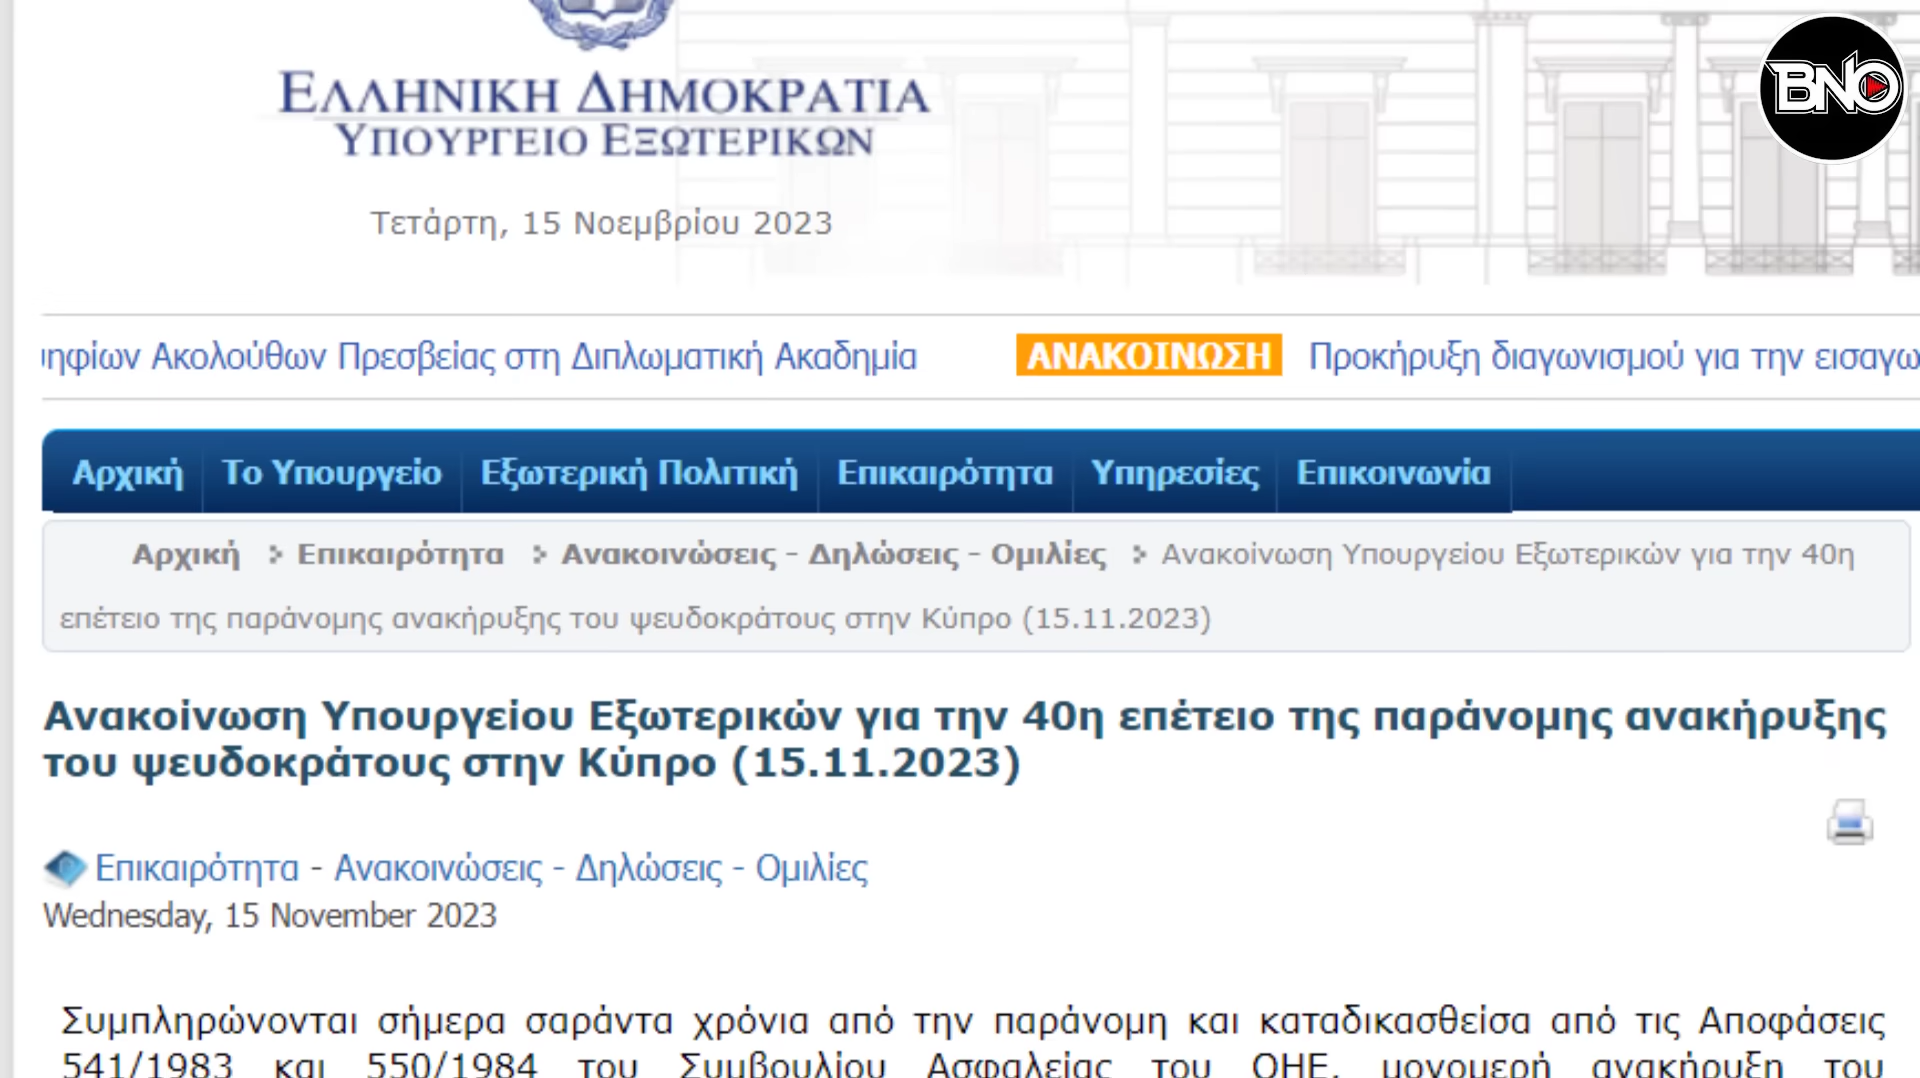 ΕΛΛΗΝΙΚΗ ΔΗΜΟΚΡΑΤΙΑ
ΥΠΟΥΡΓΕΙΟ ΕΞΩΤΕΡΙΚΩΝ
BNO
Τετάρτη, 15 Νοεμβρίου 2023
ηφίων Ακολούθων Πρεσβείας στη Διπλωματική Ακαδημία ΑΝΑΚΟΙΝΩΣΗ Προκήρυξη διαγωνισμού για την εισαγω
Αρχική Το Υπουργείο Εξωτερική Πολιτική Επικαιρότητα Υπηρεσίες Επικοινωνία
Αρχική Επικαιρότητα Ανακοινώσεις - Δηλώσεις - Ομιλίες Ανακοίνωση Υπουργείου Εξωτερικών για την 40η
επέτειο της παράνομης ανακήρυξης του ψευδοκράτους στην Κύπρο (15.11.2023)
Ανακοίνωση Υπουργείου Εξωτερικών για την 40η επέτειο της παράνομης ανακήρυξης
του ψευδοκράτους στην Κύπρο (15.11.2023)
Επικαιρότητα - Ανακοινώσεις - Δηλώσεις - Ομιλίες
Wednesday, 15 November 2023
Συμπληρώνονται σήμερα σαράντα χρόνια από την παράνομη και καταδικασθείσα από τις Αποφάσεις
541/1983 και 550/1984 του Συμβουλίου Ασφαλείας του ΟΗΕ, μονομερή ανακήρυξη του